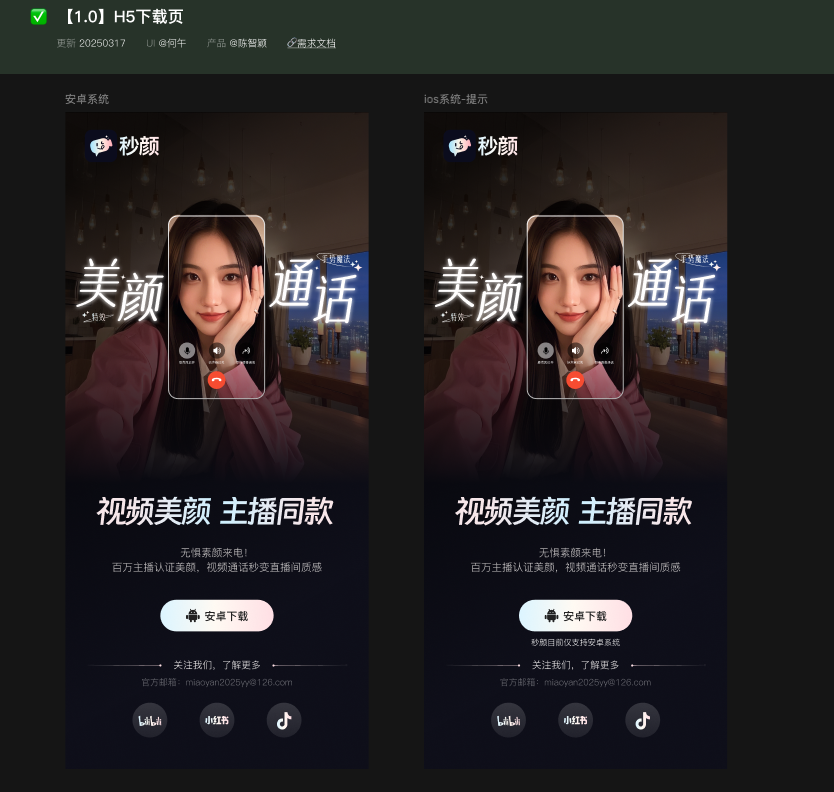 【1.0】H5下载页
更新 20250317 UI @何午 产品 @陈智颖 需求文档
安卓系统
秒颜
美颜
特效
通话
手势魔法
视频美颜 主播同款
无惧素颜来电！
百万主播认证美颜，视频通话秒变直播间质感
安卓下载
关注我们，了解更多
官方邮箱：miaoyan2025yy@126.com
bilibili
小红书
ios系统-提示
秒颜
美颜
特效
通话
手势魔法
视频美颜 主播同款
无惧素颜来电！
百万主播认证美颜，视频通话秒变直播间质感
安卓下载
秒颜目前仅支持安卓系统
关注我们，了解更多
官方邮箱：miaoyan2025yy@126.com
bilibili
小红书